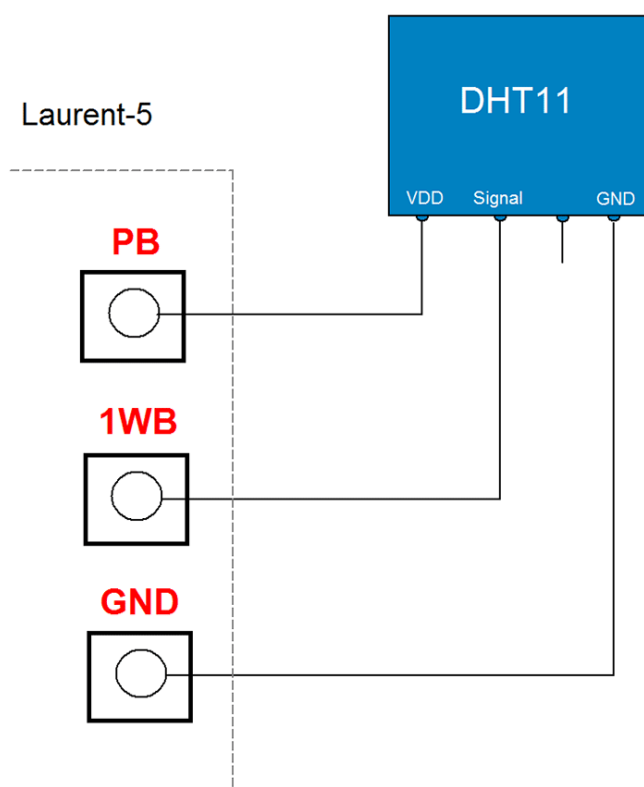 DHT11
Laurent-5
VDD Signal GND
PB
1WB
GND